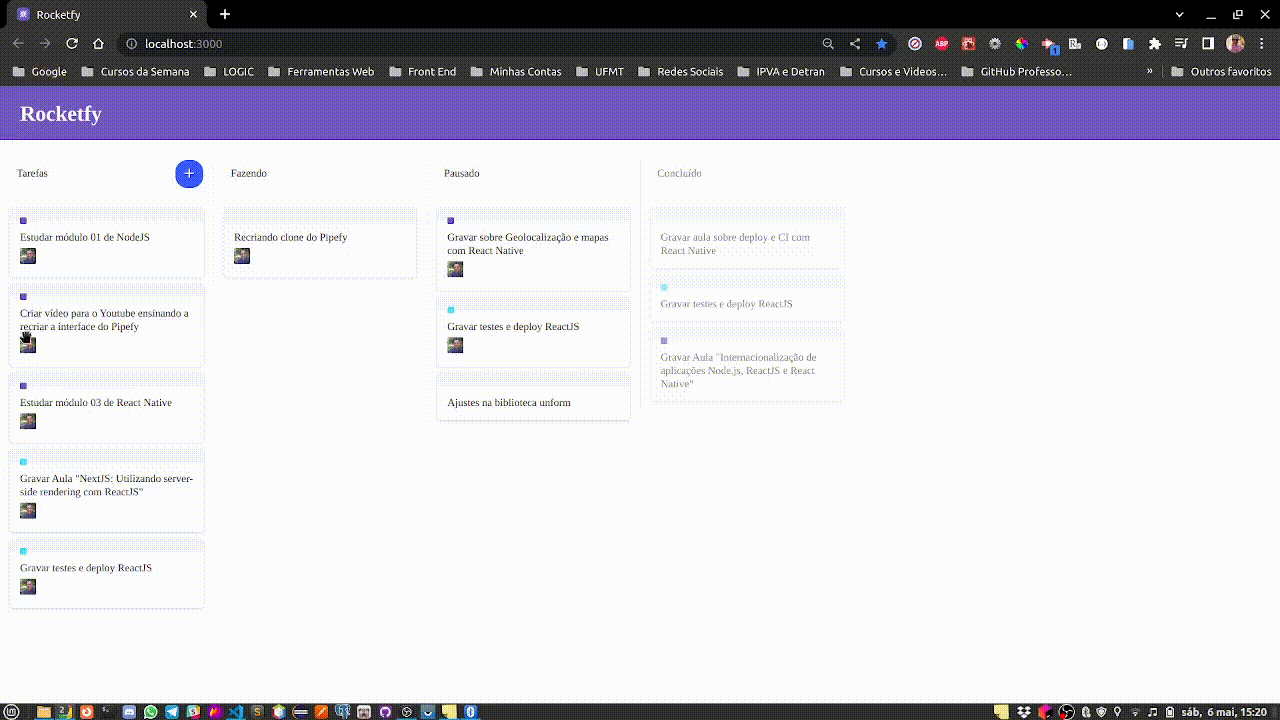 Rocketfy
localhost:3000
ABP
1
Google
Cursos da Semana
LOGIC
Ferramentas Web
Front End
Minhas Contas
UFMT
Redes Sociais
IPVA e Detran
Cursos e Videos…
GitHub Professo…
»
Outros favoritos
Rocketfy
Tarefas
Estudar módulo 01 de NodeJS
Criar vídeo para o Youtube ensinando a
recriar a interface do Pipefy
Estudar módulo 03 de React Native
Gravar Aula "NextJS: Utilizando server-
side rendering com ReactJS"
Gravar testes e deploy ReactJS
Fazendo
Recriando clone do Pipefy
Pausado
Gravar sobre Geolocalização e mapas
com React Native
Gravar testes e deploy ReactJS
Ajustes na biblioteca unform
Concluído
Gravar aula sobre deploy e CI com
React Native
Gravar testes e deploy ReactJS
Gravar Aula "Internacionalização de
aplicações Node.js, ReactJS e React
Native"
sáb, 6 mai, 15:20